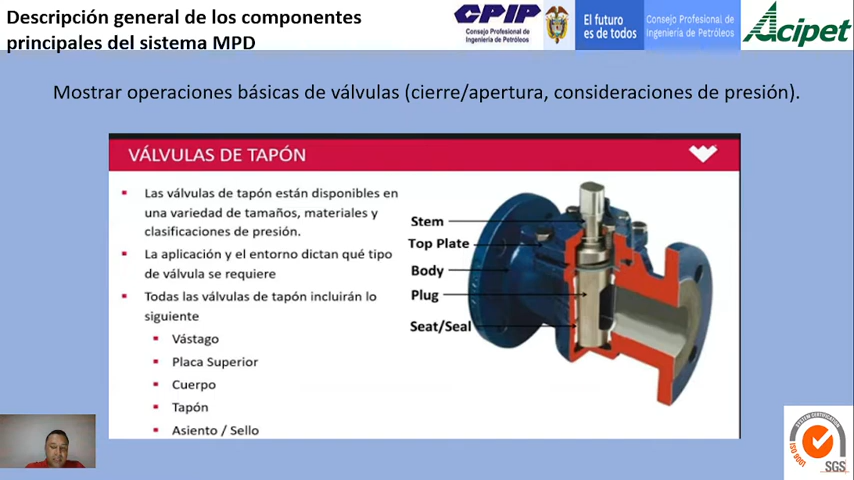 Descripción general de los componentes
principales del sistema MPD
CPIP
Consejo Profesional de
Ingeniería de Petróleos
El futuro
es de todos
Consejo Profesional de
Ingeniería de Petróleos
Acipet
Mostrar operaciones básicas de válvulas (cierre/apertura, consideraciones de presión).
VÁLVULAS DE TAPÓN
Las válvulas de tapón están disponibles en
una variedad de tamaños, materiales y
clasificaciones de presión.
La aplicación y el entorno dictan qué tipo
de válvula se requiere
Todas las válvulas de tapón incluirán lo
siguiente
Vástago
Placa Superior
Cuerpo
Tapón
Asiento / Sello
Stem
Top Plate
Body
Plug
Seat/Seal
SYSTEM CERTIFICATION
ISO 9001
SGS